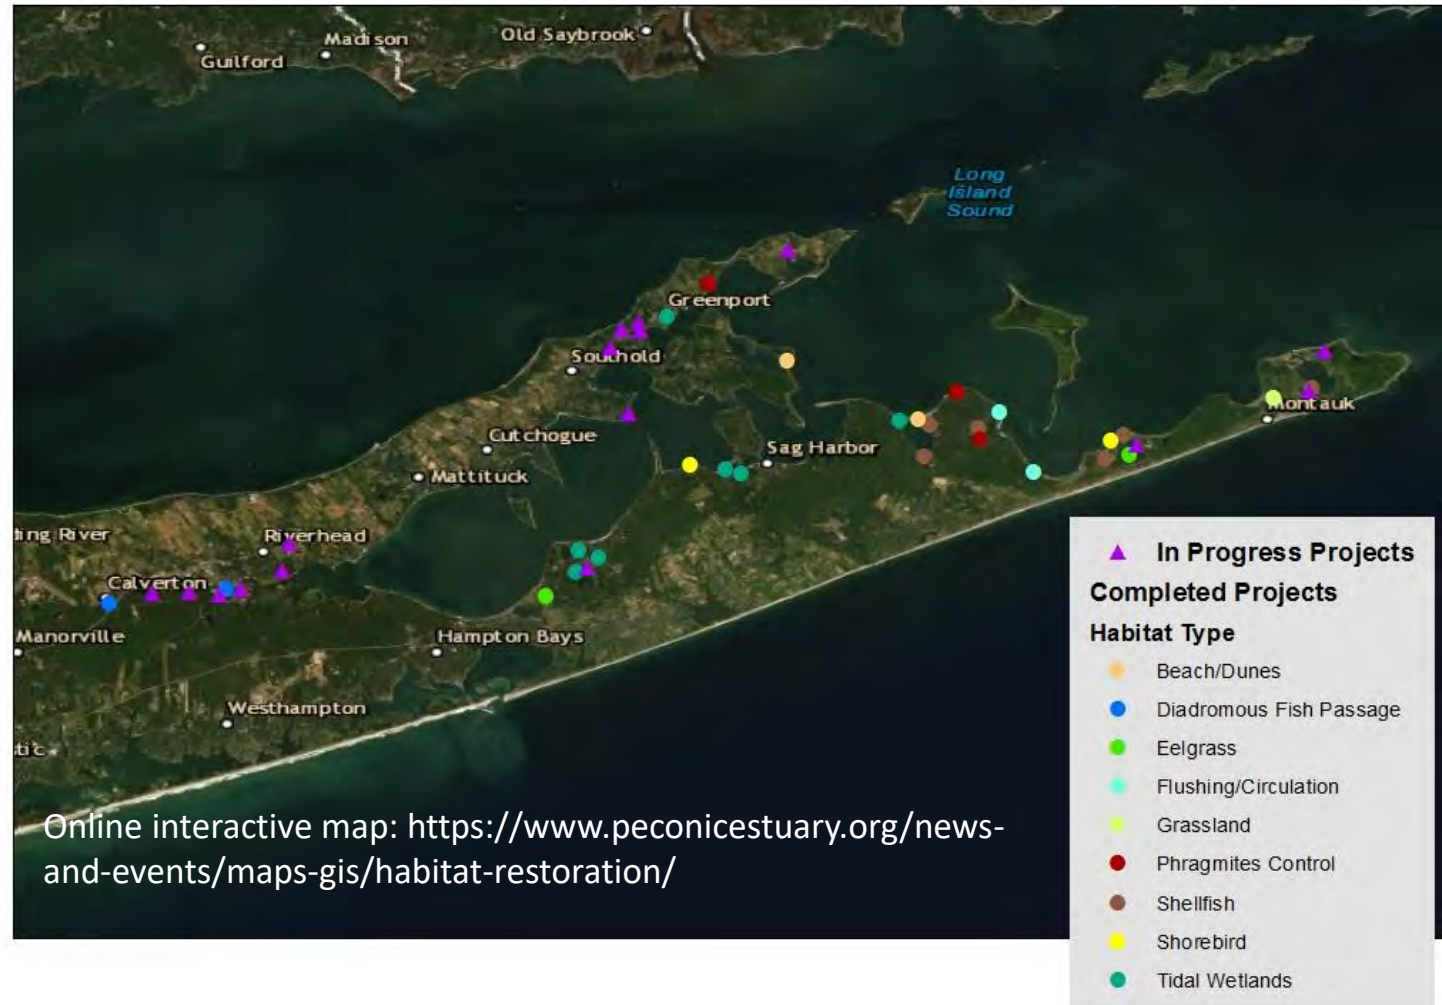 Guilford
Madison
Old Saybrook
Long
Island
Sound
Greenport
Southold
Montauk
Cutchogue
Sag Harbor
Mattituck
ing River
Riverhead
Calverton
Manorville
Hampton Bays
Westhampton
tic
Online interactive map: https://www.peconicestuary.org/news-
and-events/maps-gis/habitat-restoration/
In Progress Projects
Completed Projects
Habitat Type
Beach/Dunes
Diadromous Fish Passage
Eelgrass
Flushing/Circulation
Grassland
Phragmites Control
Shellfish
Shorebird
Tidal Wetlands